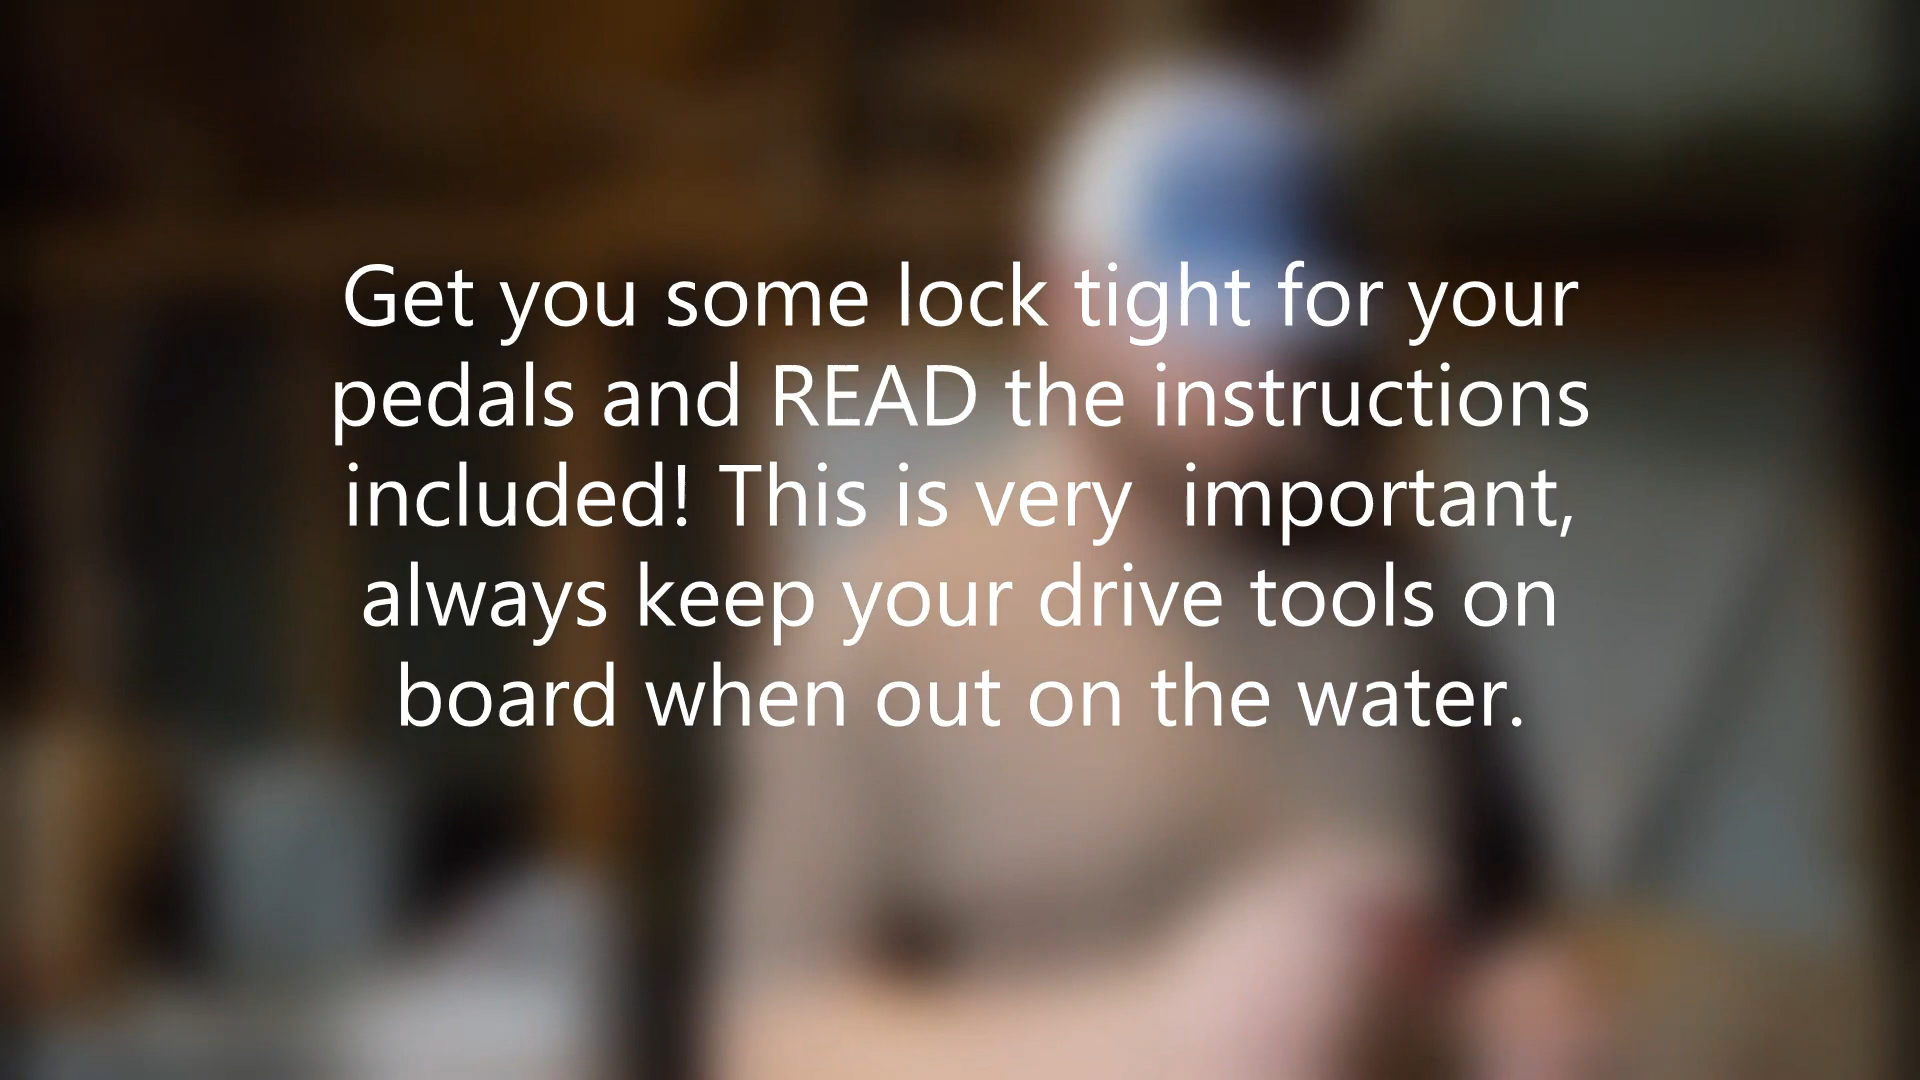 Get you some lock tight for your
pedals and READ the instructions
included! This is very  important,
always keep your drive tools on
board when out on the water.